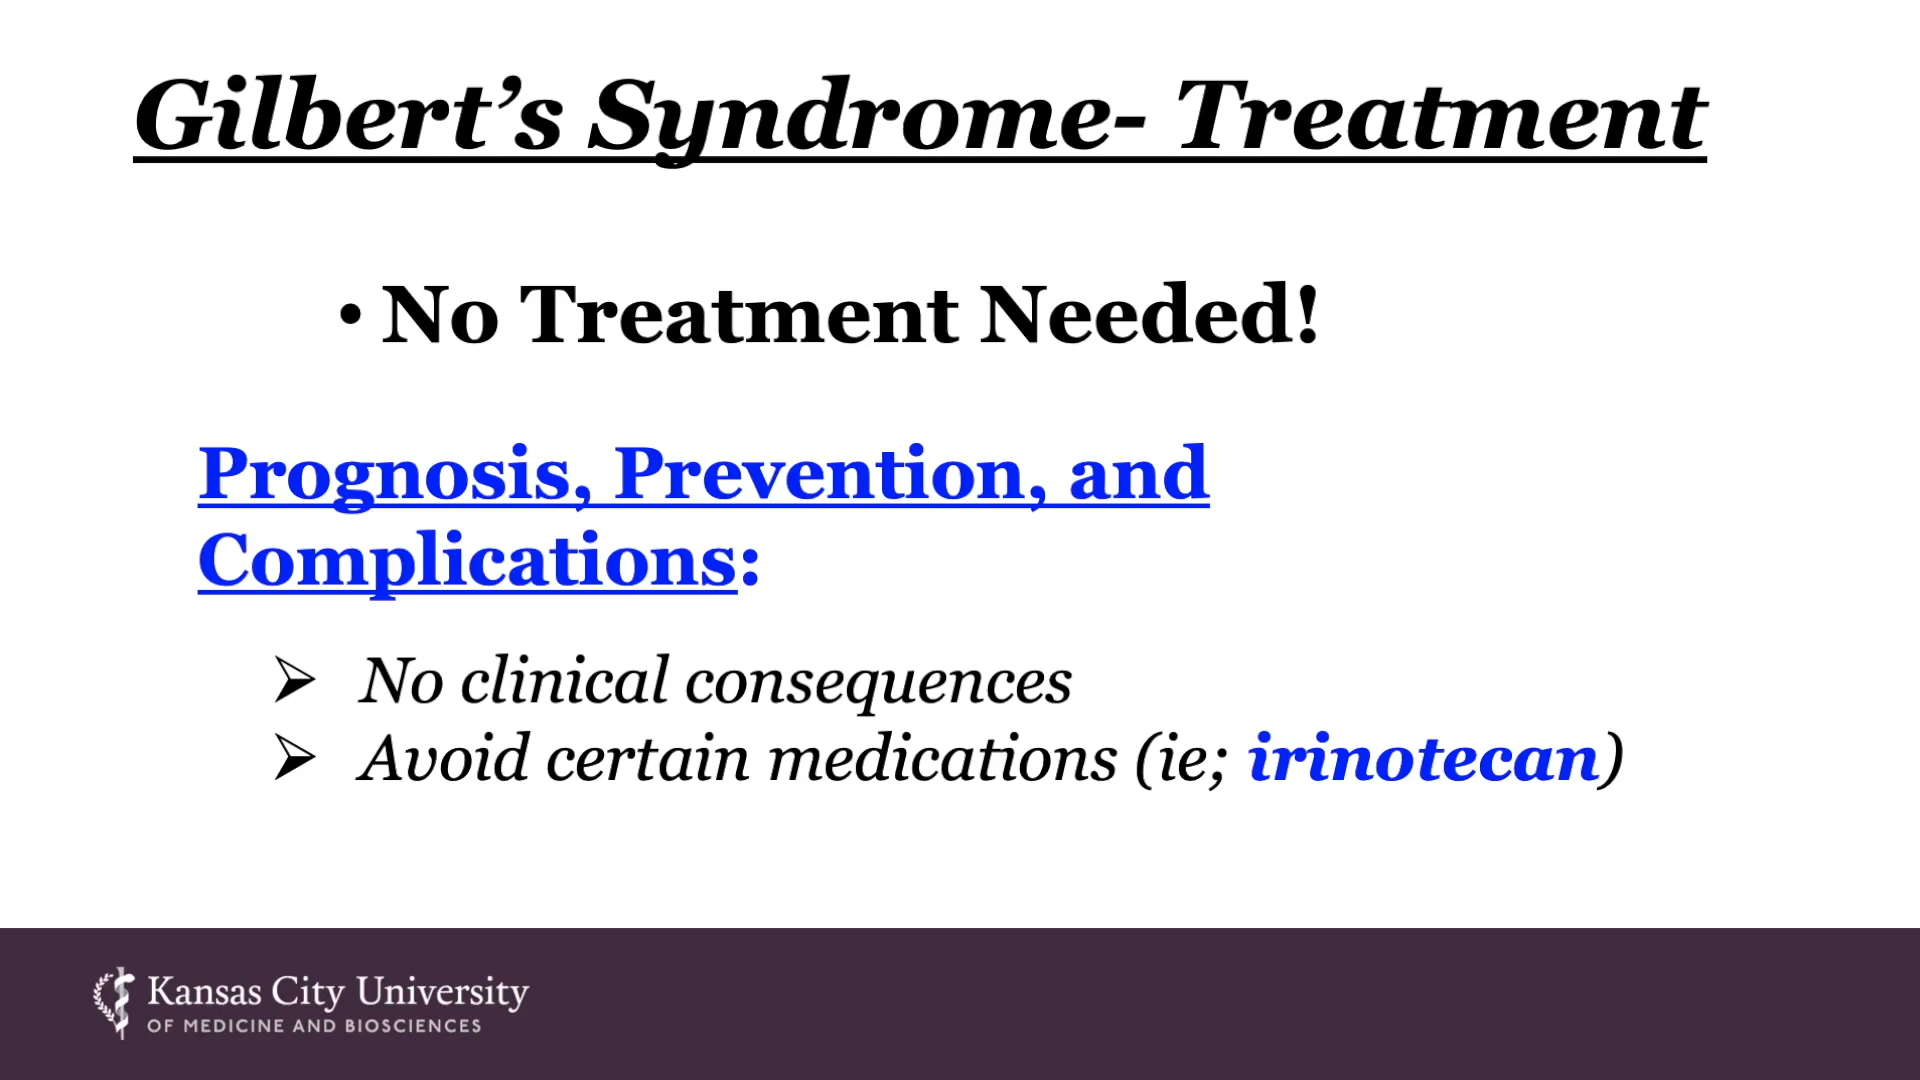 Gilbert’s Syndrome- Treatment
• No Treatment Needed!
Prognosis, Prevention, and
Complications:
➢ No clinical consequences
➢ Avoid certain medications (ie; irinotecan)
Kansas City University
OF MEDICINE AND BIOSCIENCES